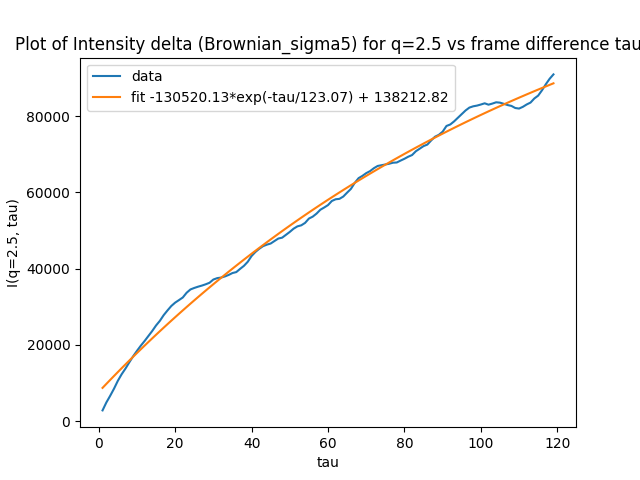 Plot of Intensity delta (Brownian_sigma5) for q=2.5 vs frame difference tau
data
fit -130520.13*exp(-tau/123.07) + 138212.82
I(q=2.5, tau)
80000
60000
40000
20000
0
0 20 40 60 80 100 120
tau